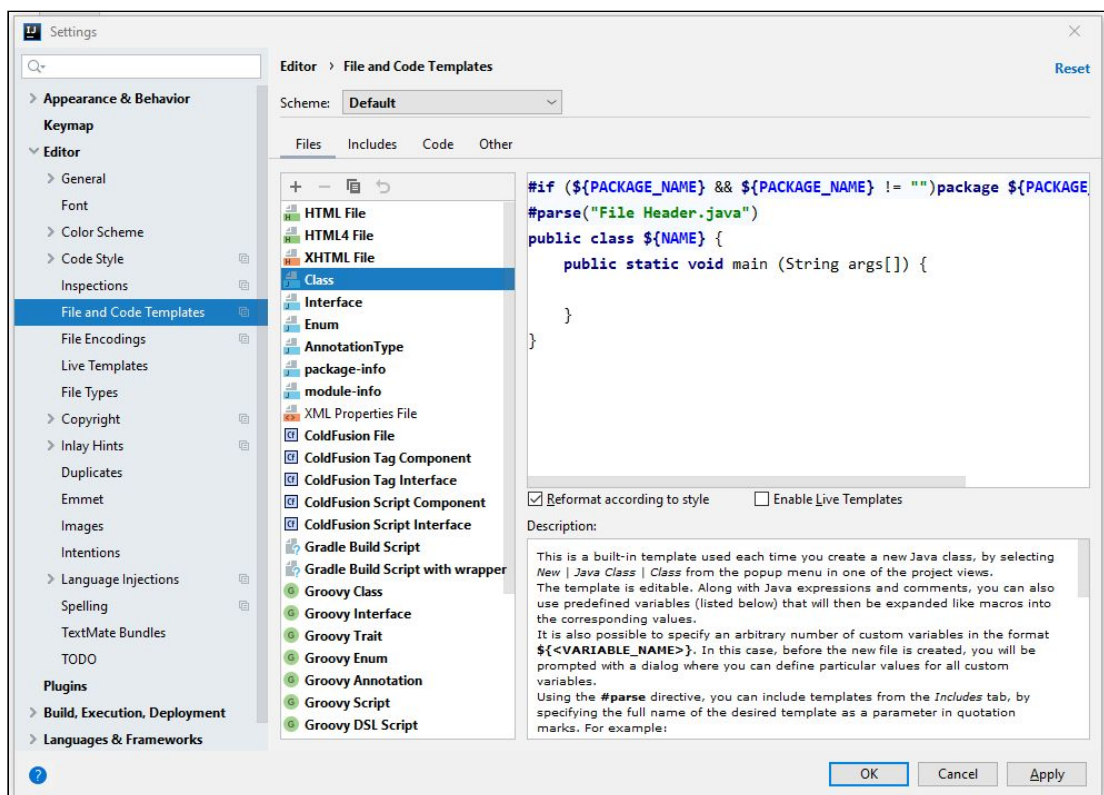 IJ Settings
Editor › File and Code Templates
Reset
Scheme: Default
Files Includes Code Other
Appearance & Behavior
Keymap
Editor
General
Font
Color Scheme
Code Style
Inspections
File and Code Templates
File Encodings
Live Templates
File Types
Copyright
Inlay Hints
Duplicates
Emmet
Images
Intentions
Language Injections
Spelling
TextMate Bundles
TODO
Plugins
Build, Execution, Deployment
Languages & Frameworks
HTML File
HTML4 File
XHTML File
Class
Interface
Enum
AnnotationType
package-info
module-info
XML Properties File
ColdFusion File
ColdFusion Tag Component
ColdFusion Tag Interface
ColdFusion Script Component
ColdFusion Script Interface
Gradle Build Script
Gradle Build Script with wrapper
Groovy Class
Groovy Interface
Groovy Trait
Groovy Enum
Groovy Annotation
Groovy Script
Groovy DSL Script
#if (${PACKAGE_NAME} && ${PACKAGE_NAME} != "")package ${PACKAGE_
#parse("File Header.java")
public class ${NAME} {
    public static void main (String args[]) {
    }
}
Reformat according to style Enable Live Templates
Description:
This is a built-in template used each time you create a new Java class, by selecting
New | Java Class | Class from the popup menu in one of the project views.
The template is editable. Along with Java expressions and comments, you can also
use predefined variables (listed below) that will then be expanded like macros into
the corresponding values.
It is also possible to specify an arbitrary number of custom variables in the format
${<VARIABLE_NAME>}. In this case, before the new file is created, you will be
prompted with a dialog where you can define particular values for all custom
variables.
Using the #parse directive, you can include templates from the Includes tab, by
specifying the full name of the desired template as a parameter in quotation
marks. For example:
? OK Cancel Apply